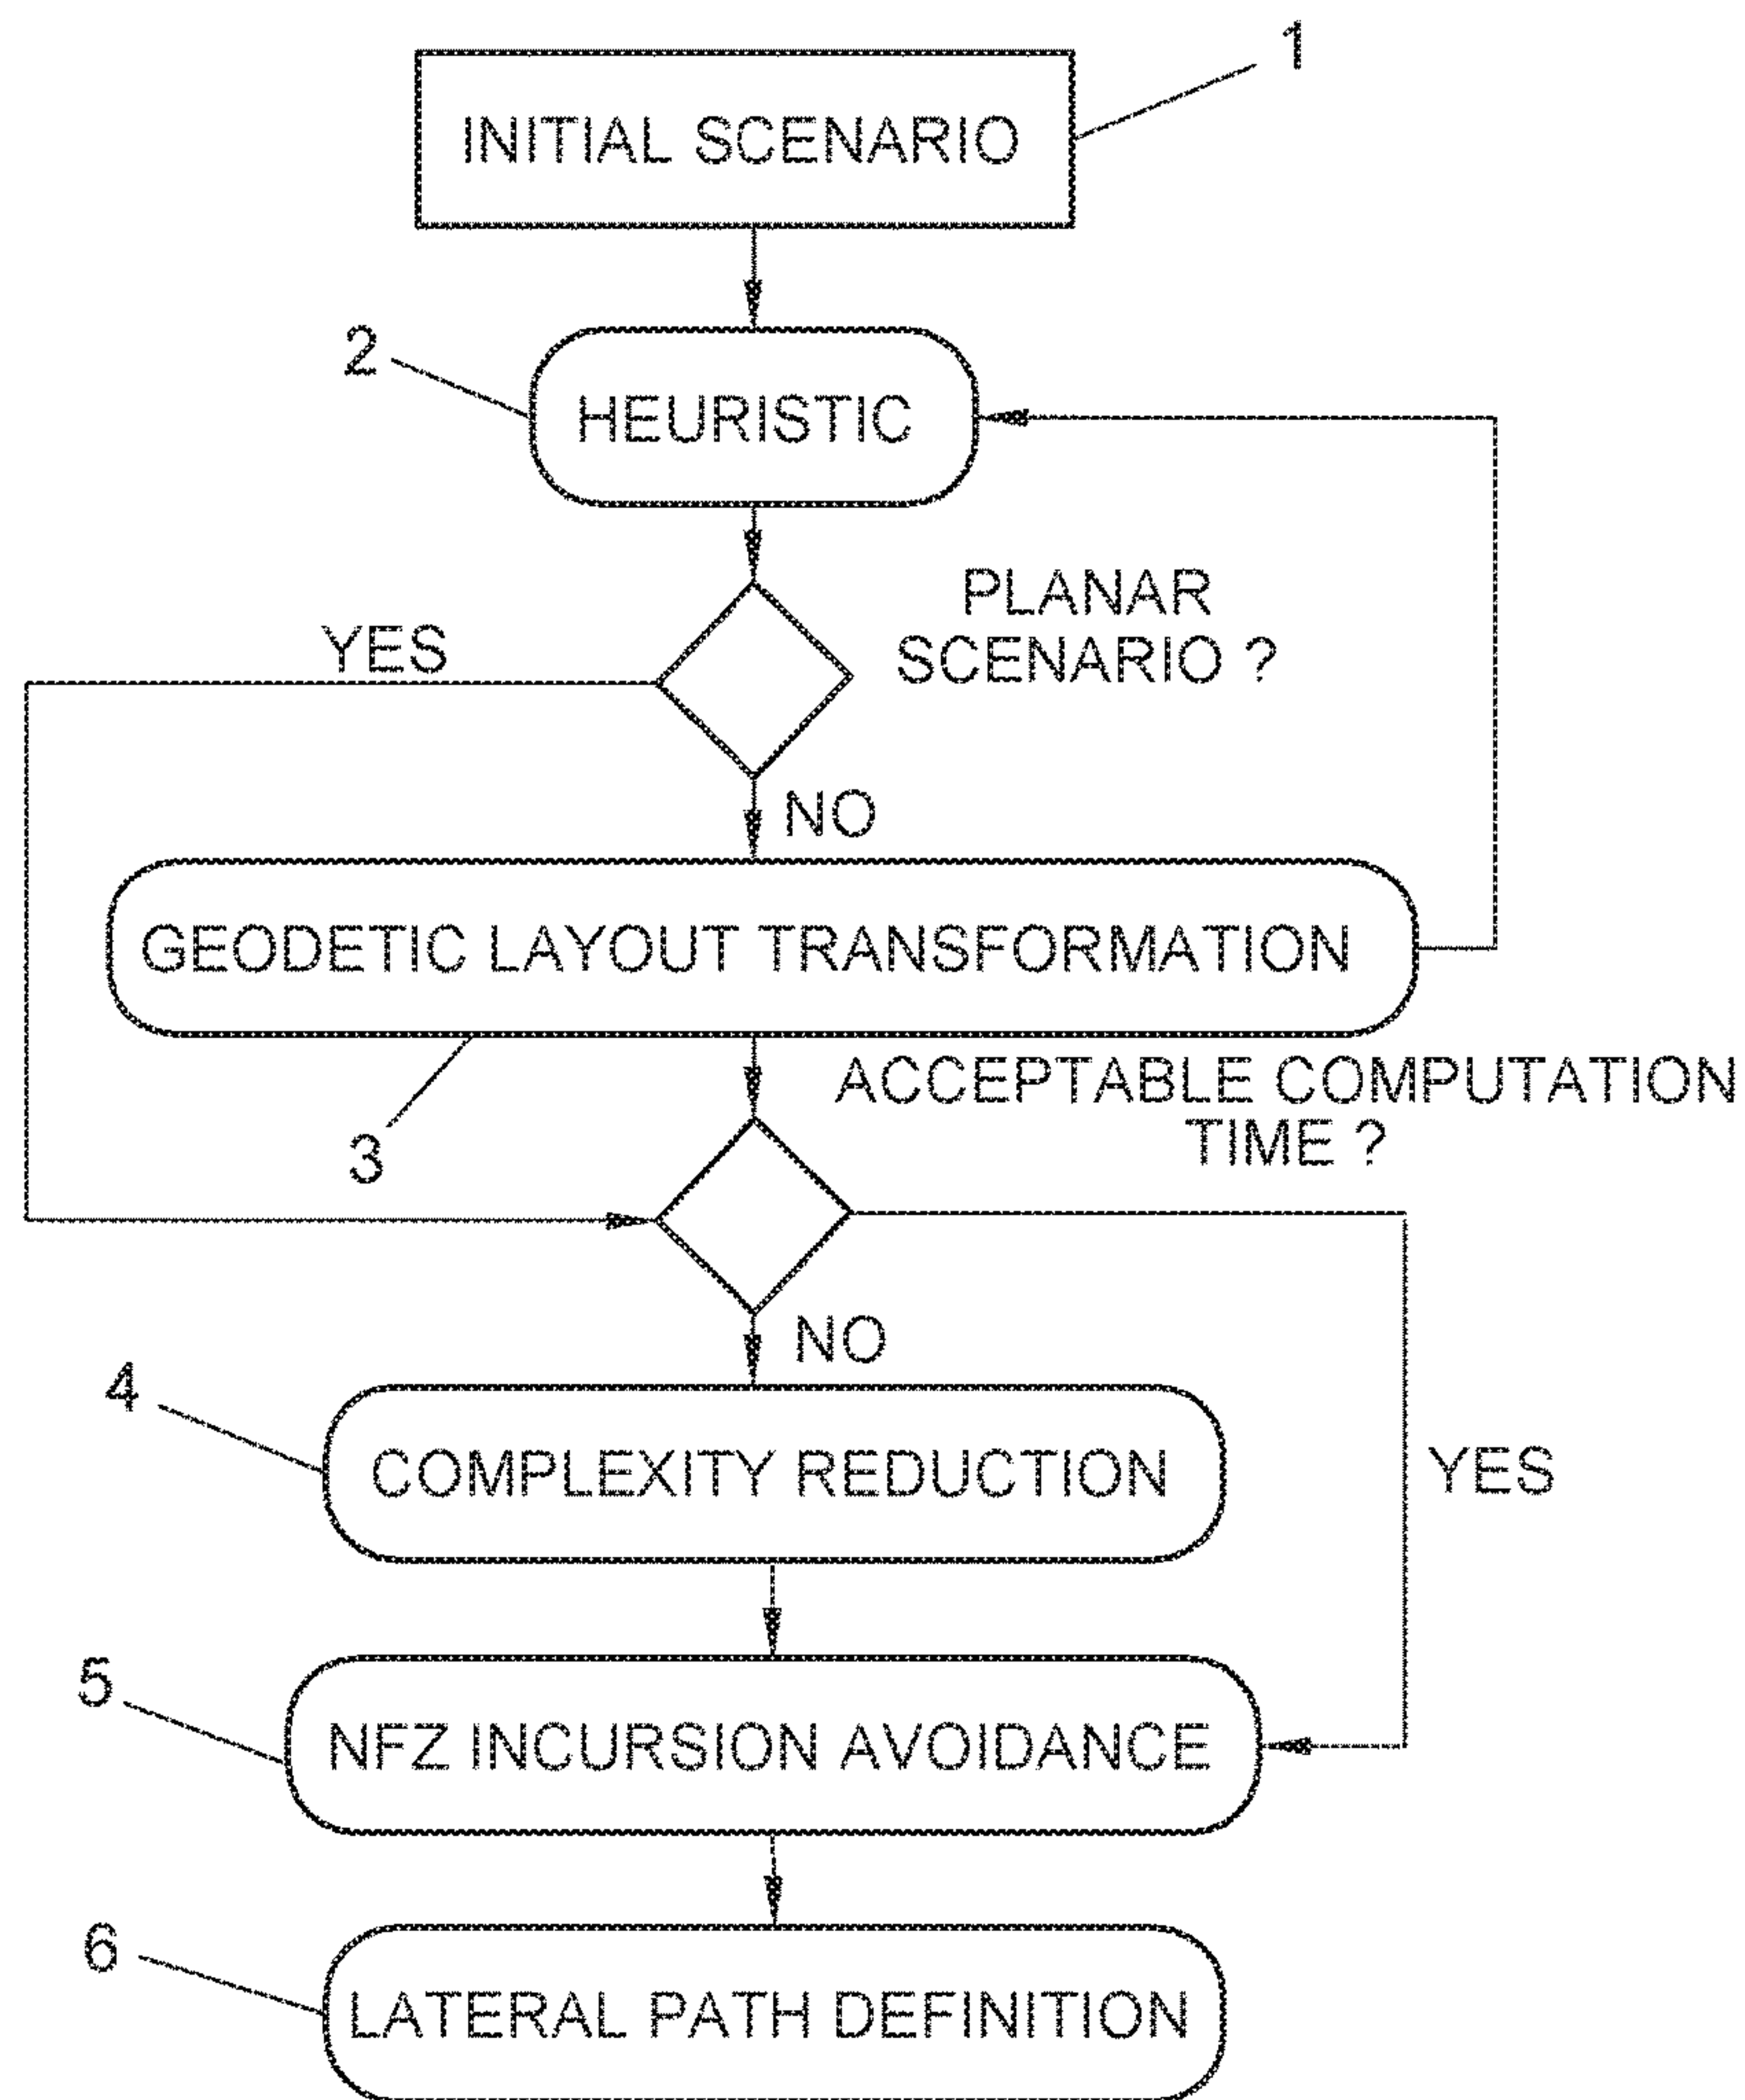 1
INITIAL SCENARIO
2
HEURISTIC
PLANAR
SCENARIO ?
YES
NO
GEODETIC LAYOUT TRANSFORMATION
3
ACCEPTABLE COMPUTATION
TIME ?
NO
4
COMPLEXITY REDUCTION
YES
5
NFZ INCURSION AVOIDANCE
6
LATERAL PATH DEFINITION